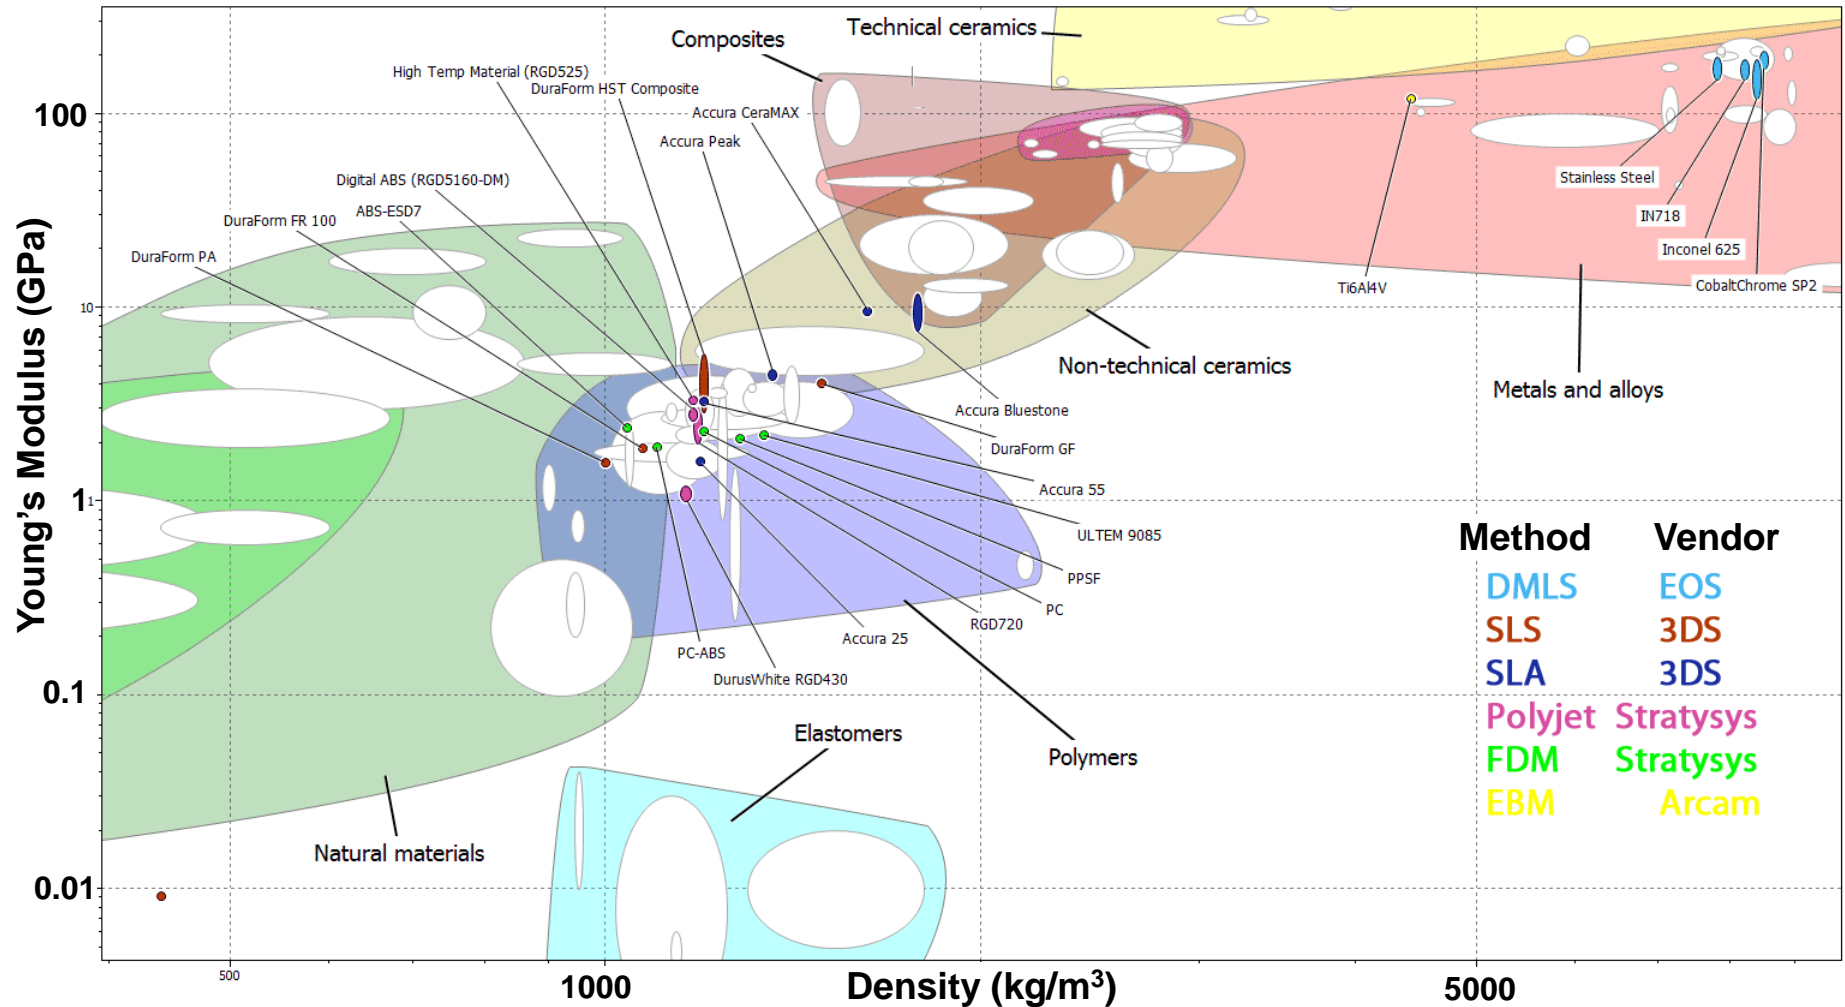 Technical ceramics
Composites
High Temp Material (RGD525)
DuraForm HST Composite
Accura CeraMAX
Accura Peak
Digital ABS (RGD5160-DM)
ABS-ESD7
DuraForm FR 100
DuraForm PA
Stainless Steel
IN718
Inconel 625
CobaltChrome SP2
Ti6Al4V
Non-technical ceramics
Metals and alloys
Accura Bluestone
DuraForm GF
Accura 55
ULTEM 9085
PPSF
PC
RGD720
Accura 25
PC-ABS
DurusWhite RGD430
Elastomers
Polymers
Natural materials
Young's Modulus (GPa)
100
10
1
0.1
0.01
500
1000
5000
Density (kg/m³)
Method Vendor
DMLS EOS
SLS 3DS
SLA 3DS
Polyjet Stratysys
FDM Stratysys
EBM Arcam